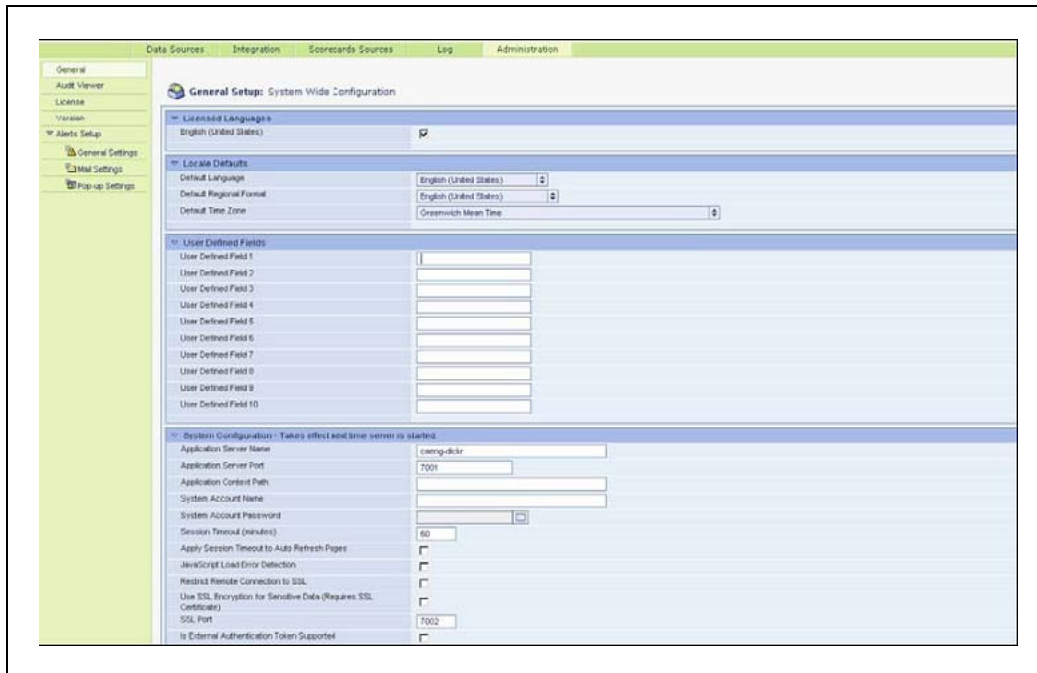 Data Sources Integration Scorecards Sources Log Administration
General
Audit Viewer
License
Version
Alerts Setup
General Settings
Mail Settings
Pop-up Settings
General Setup: System Wide Configuration
Licensed Languages
English (United States)
Locale Defaults
Default Language English (United States)
Default Regional Format English (United States)
Default Time Zone Greenwich Mean Time
User Defined Fields
User Defined Field 1
User Defined Field 2
User Defined Field 3
User Defined Field 4
User Defined Field 5
User Defined Field 6
User Defined Field 7
User Defined Field 8
User Defined Field 9
User Defined Field 10
System Configuration - Takes effect next time server is started
Application Server Name
Application Server Port 7001
Application Context Path
System Account Name
System Account Password
Session Timeout (minutes) 60
Apply Session Timeout to Auto Refresh Pages
JavaScript Load Error Detection
Restrict Remote Connection to SSL
Use SSL Encryption for Sensitive Data (Requires SSL
Certificate)
SSL Port 7002
Is External Authentication Token Supported